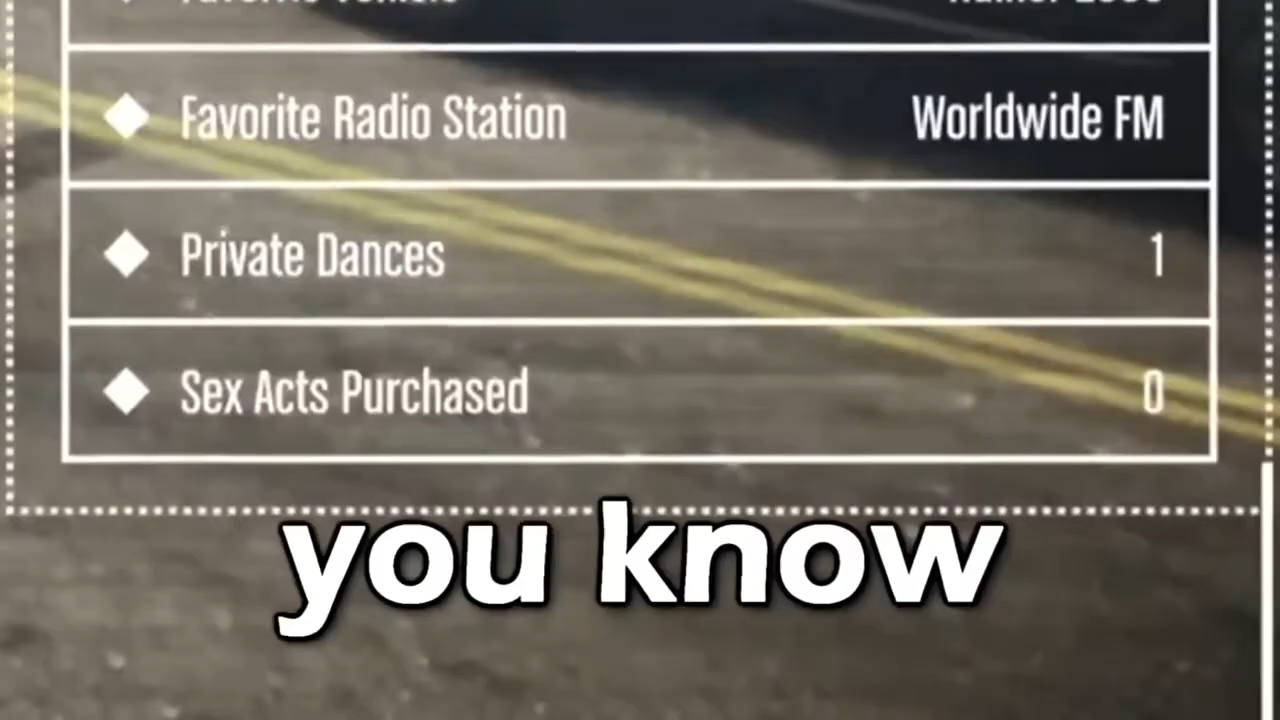 Favorite Radio Station Worldwide FM
Private Dances 1
Sex Acts Purchased 0
you know